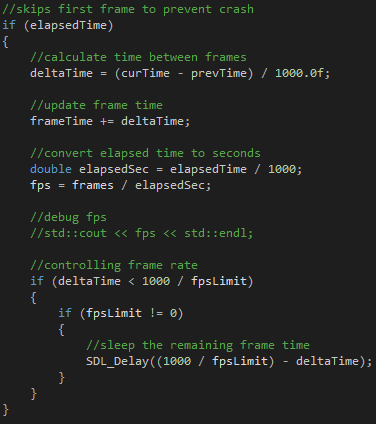 //skips first frame to prevent crash
if (elapsedTime)
{
//calculate time between frames
deltaTime = (curTime - prevTime) / 1000.0f;
//update frame time
frameTime += deltaTime;
//convert elapsed time to seconds
double elapsedSec = elapsedTime / 1000;
fps = frames / elapsedSec;
//debug fps
//std::cout << fps << std::endl;
//controlling frame rate
if (deltaTime < 1000 / fpsLimit)
{
if (fpsLimit != 0)
{
//sleep the remaining frame time
SDL_Delay((1000 / fpsLimit) - deltaTime);
}
}
}